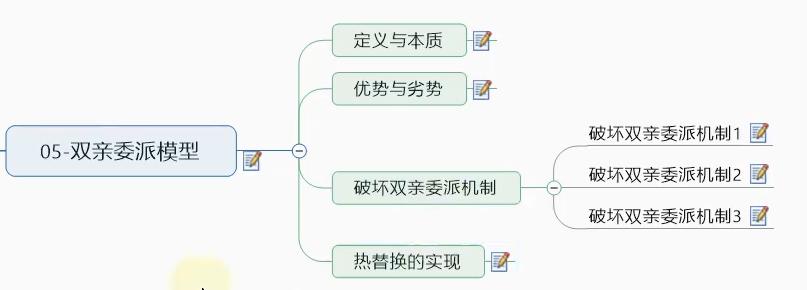 05-双亲委派模型
定义与本质
优势与劣势
破坏双亲委派机制
破坏双亲委派机制1
破坏双亲委派机制2
破坏双亲委派机制3
热替换的实现